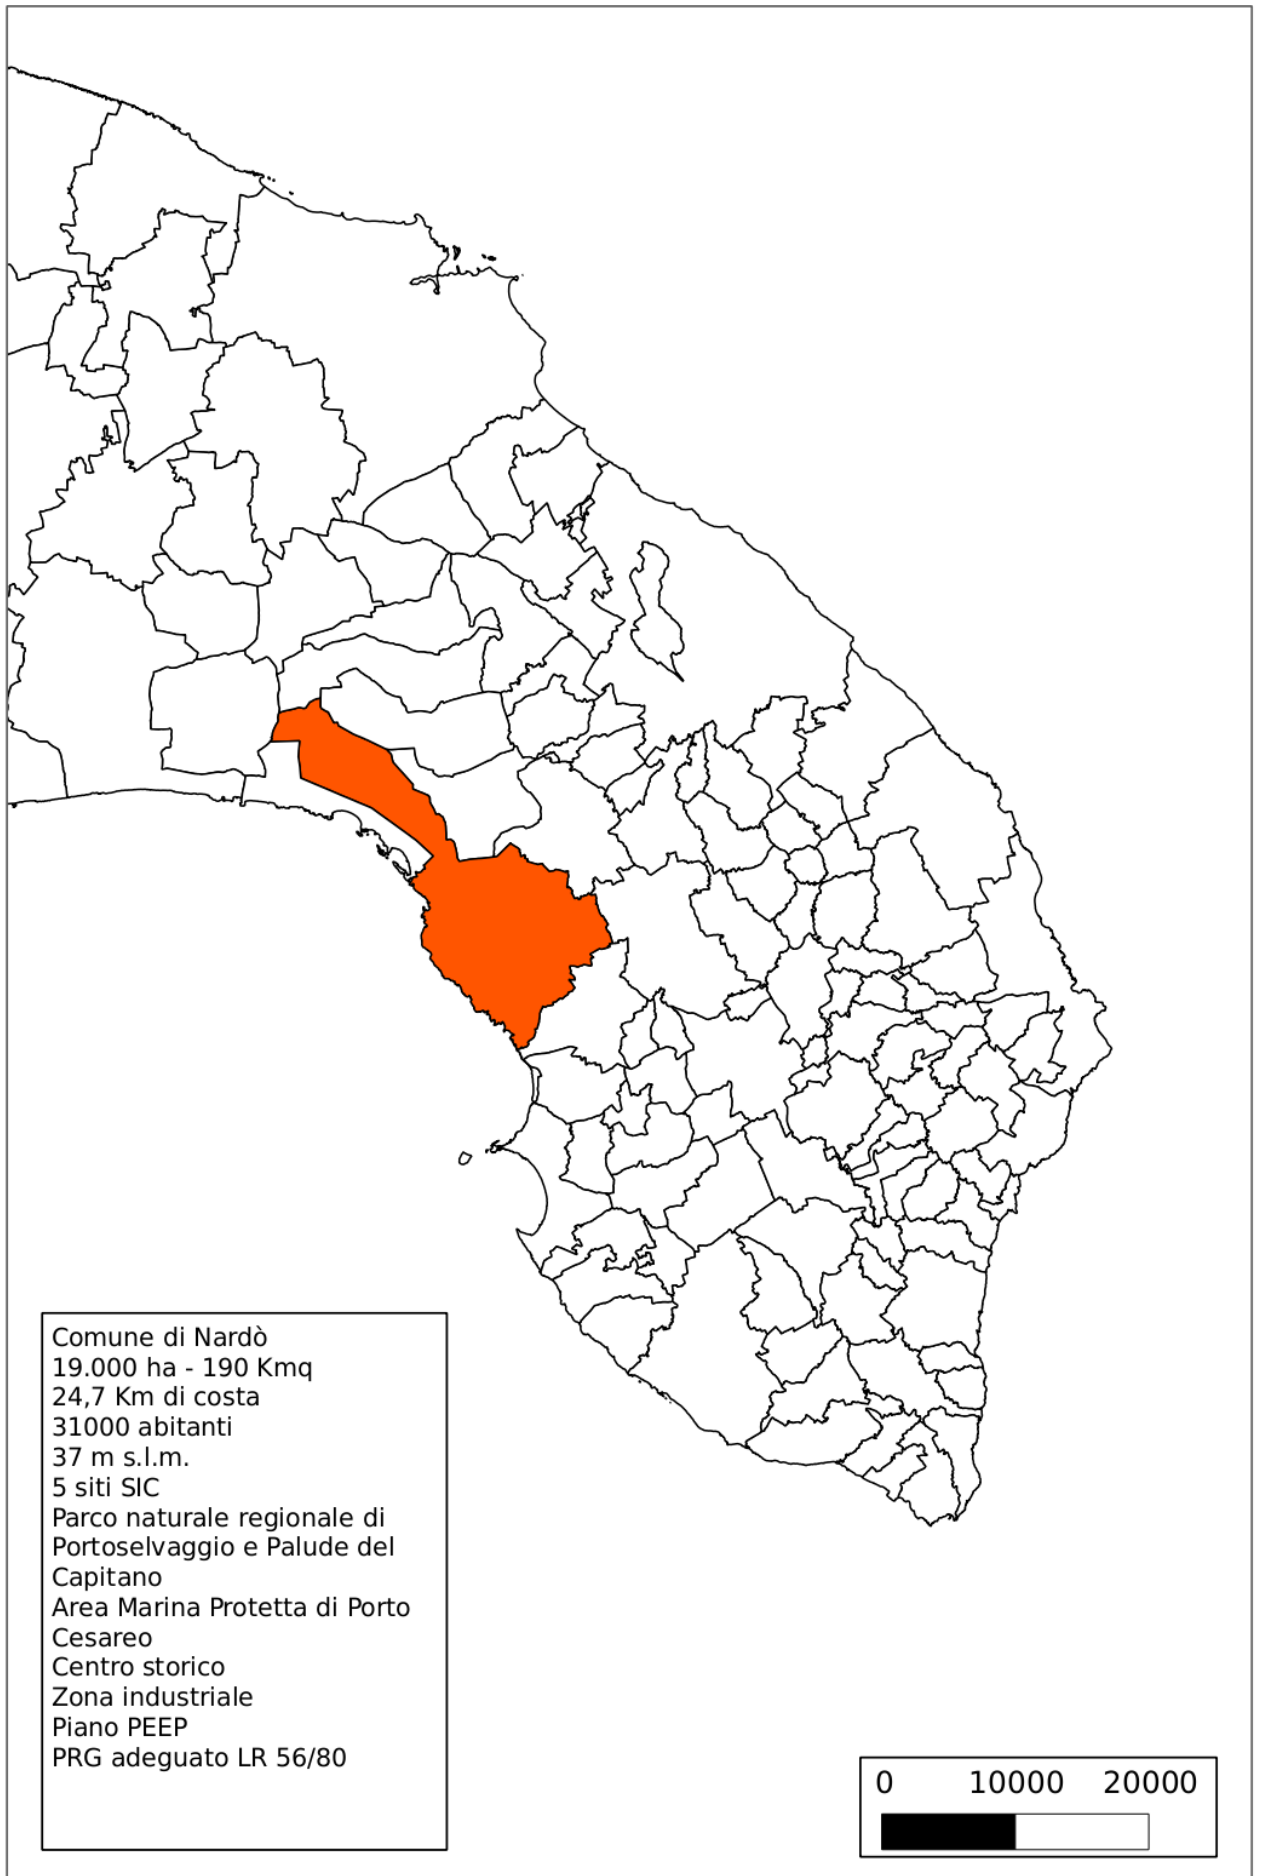 Comune di Nardò
19.000 ha - 190 Kmq
24,7 Km di costa
31000 abitanti
37 m s.l.m.
5 siti SIC
Parco naturale regionale di
Portoselvaggio e Palude del
Capitano
Area Marina Protetta di Porto
Cesareo
Centro storico
Zona industriale
Piano PEEP
PRG adeguato LR 56/80
0 10000 20000